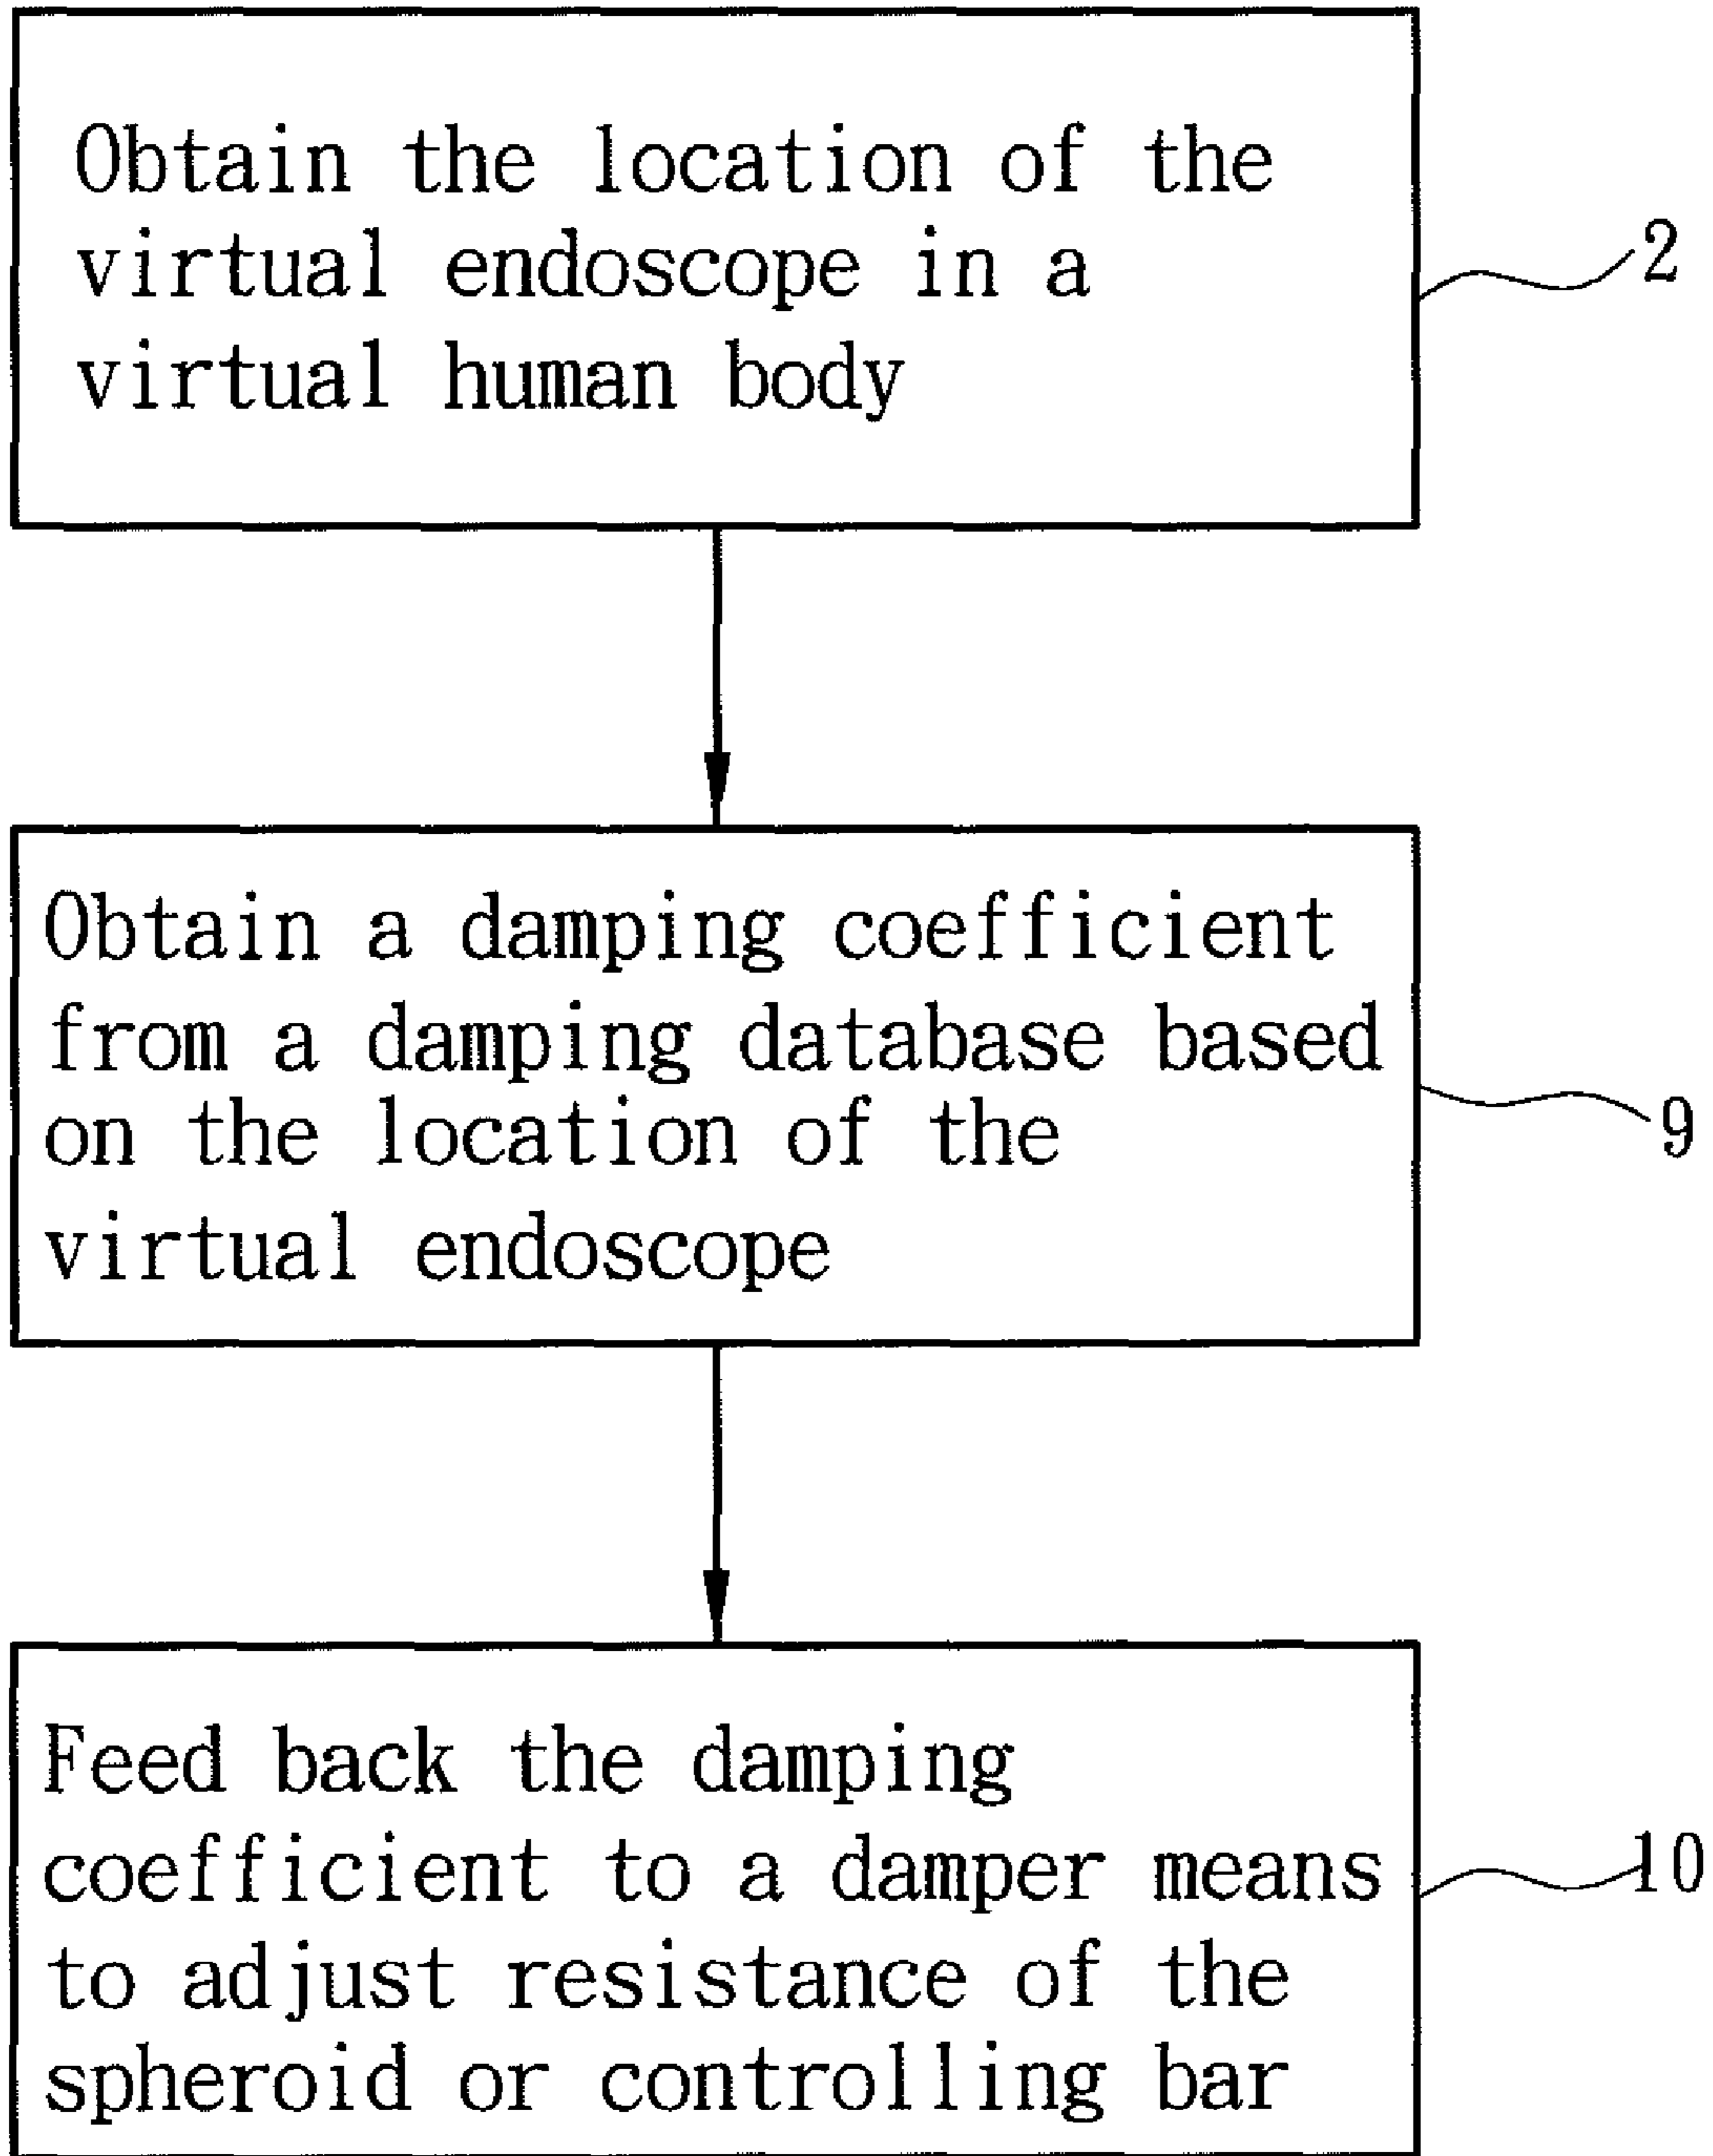 Obtain the location of the
virtual endoscope in a
virtual human body
2
Obtain a damping coefficient
from a damping database based
on the location of the
virtual endoscope
9
Feed back the damping
coefficient to a damper means
to adjust resistance of the
spheroid or controlling bar
10